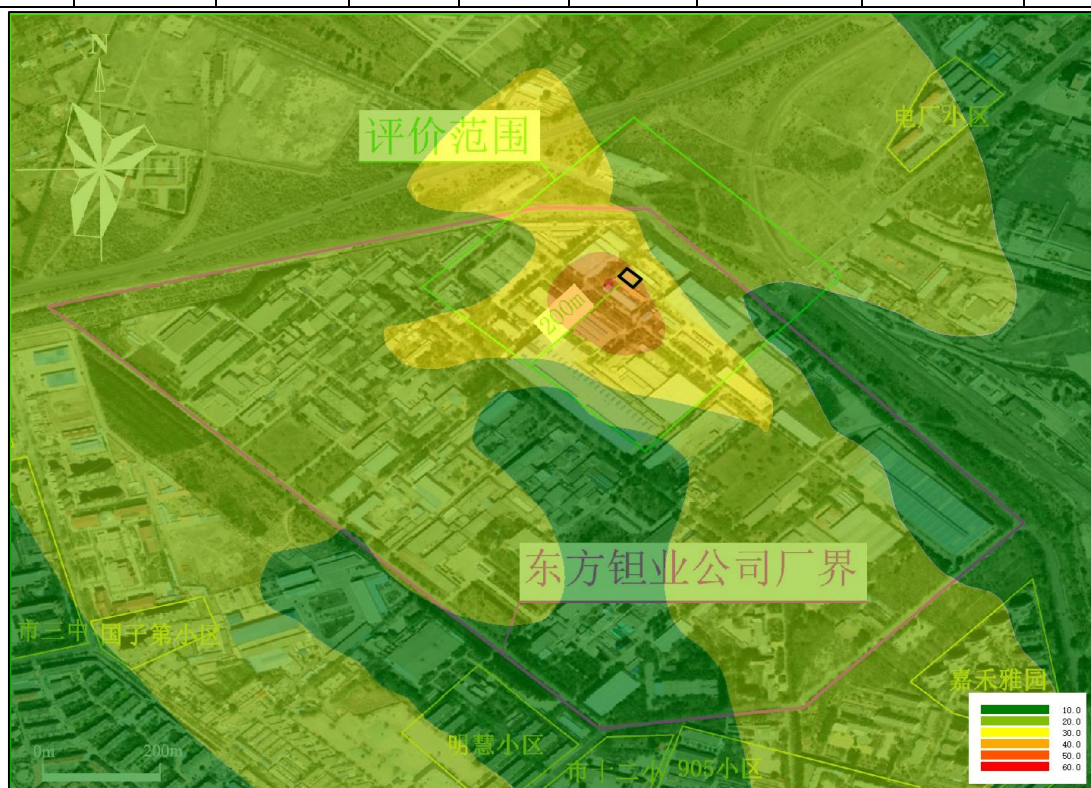 N
评价范围
电厂小区
200m
东方钽业公司厂界
市三中
国子第小区
嘉禾雅园
明慧小区
市十二小
905小区
0m
200m
10.0
20.0
30.0
40.0
50.0
60.0